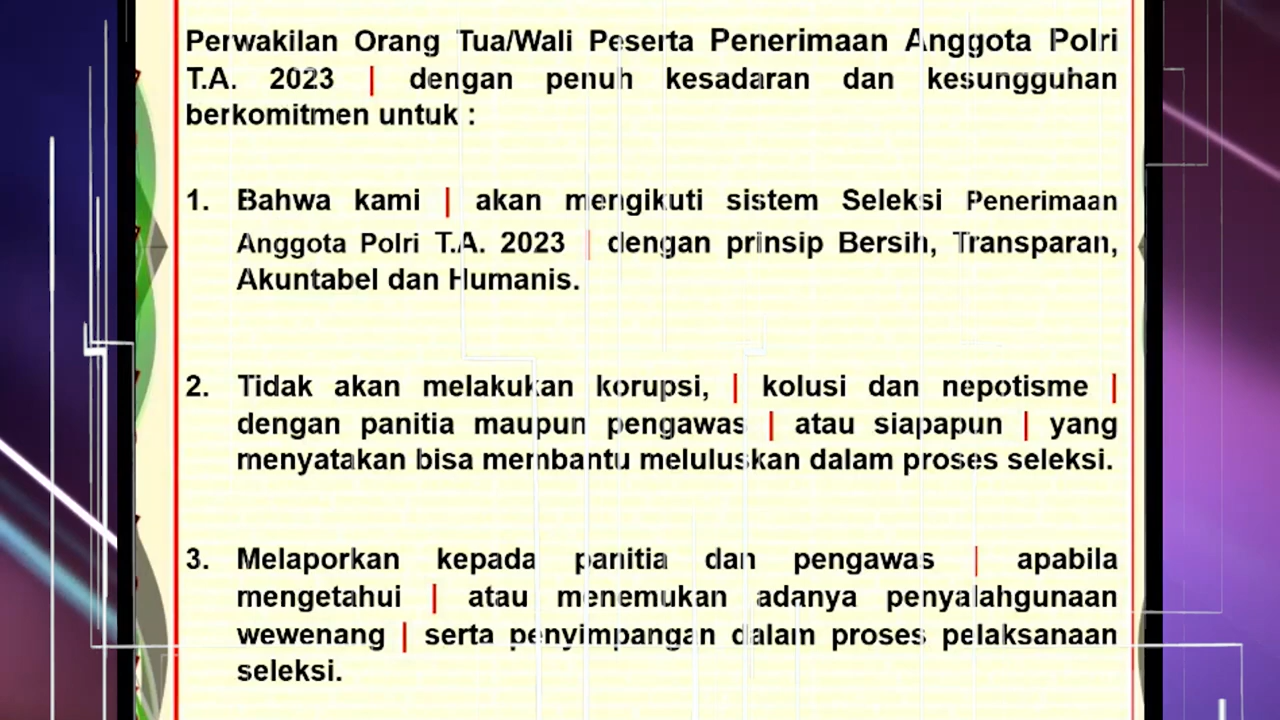 Perwakilan Orang Tua/Wali Peserta Penerimaan Anggota Polri
T.A. 2023 | dengan penuh kesadaran dan kesungguhan
berkomitmen untuk :
1. Bahwa kami | akan mengikuti sistem Seleksi Penerimaan
Anggota Polri T.A. 2023 | dengan prinsip Bersih, Transparan,
Akuntabel dan Humanis.
2. Tidak akan melakukan korupsi, | kolusi dan nepotisme |
dengan panitia maupun pengawas | atau siapapun | yang
menyatakan bisa membantu meluluskan dalam proses seleksi.
3. Melaporkan kepada panitia dan pengawas | apabila
mengetahui | atau menemukan adanya penyalahgunaan
wewenang | serta penyimpangan dalam proses pelaksanaan
seleksi.